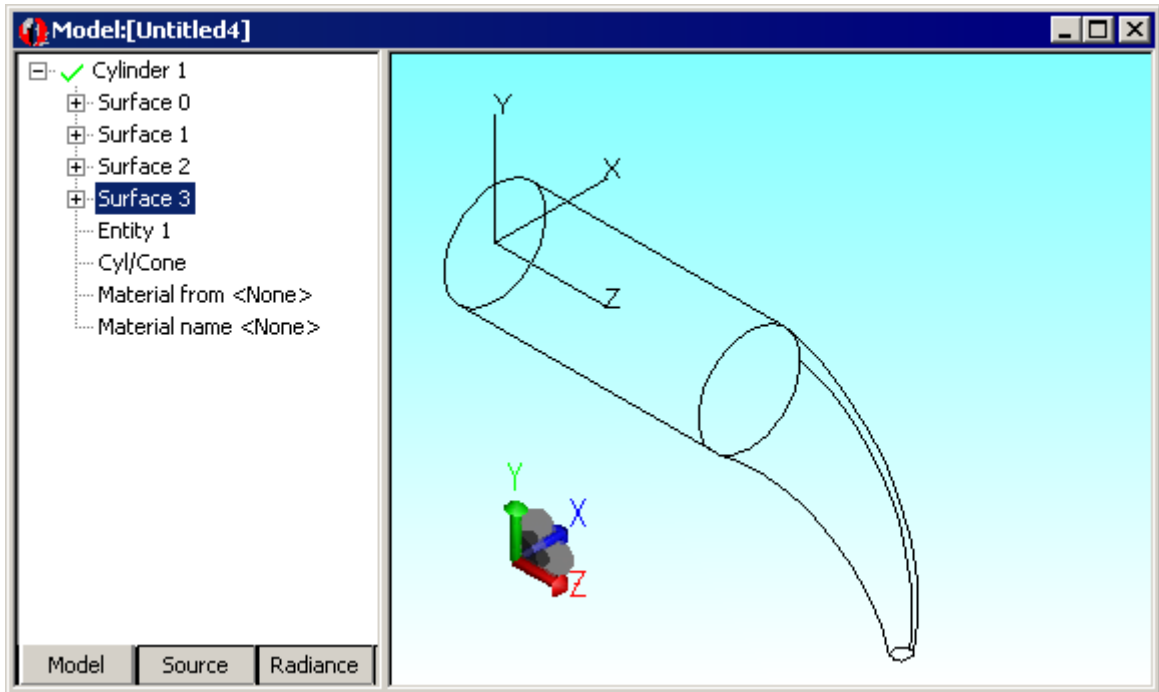 Model:[Untitled4]
Cylinder 1
Surface 0
Surface 1
Surface 2
Surface 3
Entity 1
Cyl/Cone
Material from <None>
Material name <None>
Model Source Radiance
Y
X
Z
Y
X
Z